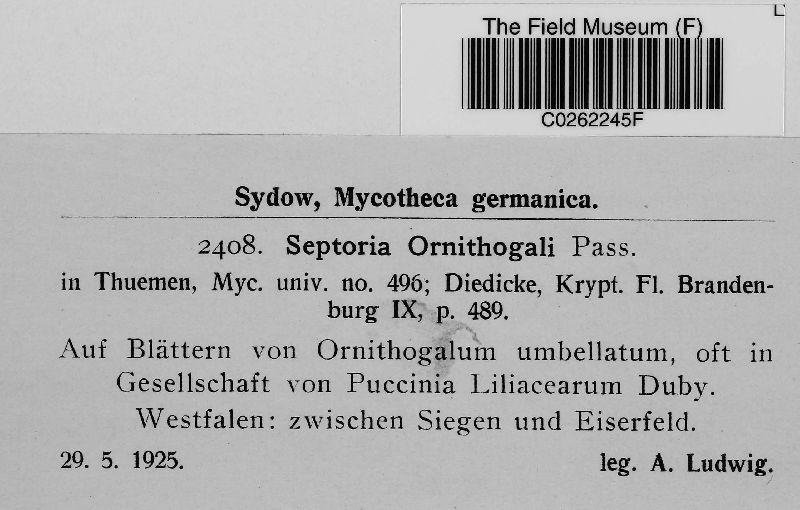 The Field Museum (F)
C0262245F
Sydow, Mycotheca germanica.
2408. Septoria Ornithogali Pass.
in Thuemen, Myc. univ. no. 496; Diedicke, Krypt. Fl. Branden-
burg IX, p. 489.
Auf Blättern von Ornithogalum umbellatum, oft in
Gesellschaft von Puccinia Liliacearum Duby.
Westfalen: zwischen Siegen und Eiserfeld.
29. 5. 1925. leg. A. Ludwig.